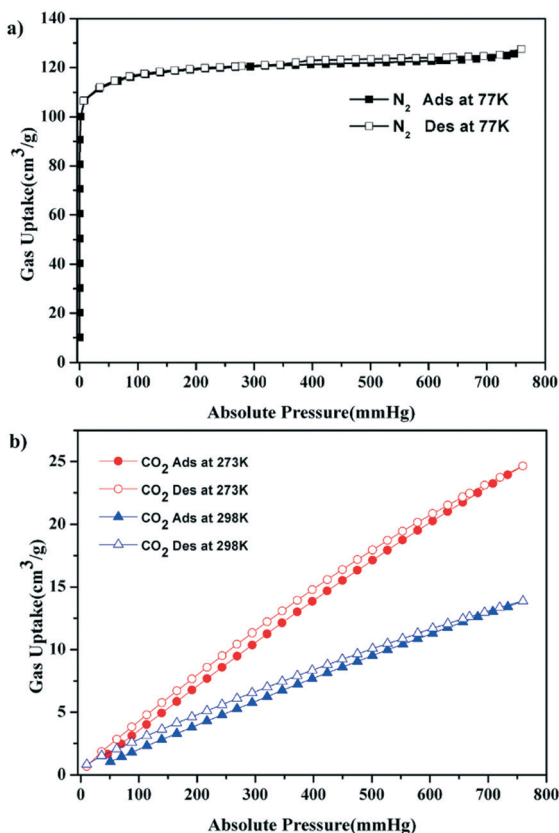 a)
140
120
100
80
60
40
20
0
Gas Uptake(cm³/g)
N₂ Ads at 77K
N₂ Des at 77K
0 100 200 300 400 500 600 700 800
Absolute Pressure(mmHg)
b)
25
20
15
10
5
0
Gas Uptake(cm³/g)
CO₂ Ads at 273K
CO₂ Des at 273K
CO₂ Ads at 298K
CO₂ Des at 298K
0 100 200 300 400 500 600 700 800
Absolute Pressure(mmHg)